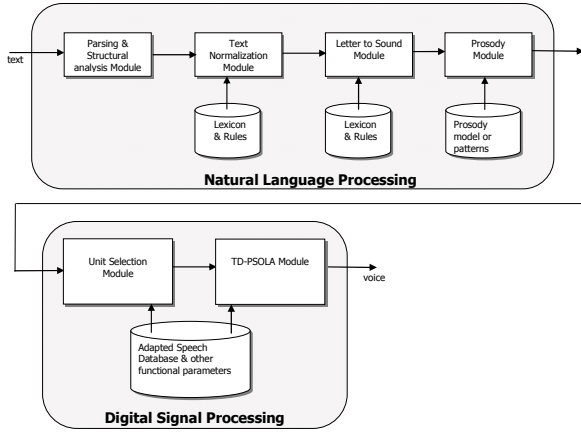 text
Parsing &
Structural
analysis Module
Text
Normalization
Module
Letter to Sound
Module
Prosody
Module
Lexicon
& Rules
Lexicon
& Rules
Prosody
model or
patterns
Natural Language Processing
Unit Selection
Module
TD-PSOLA Module
voice
Adapted Speech
Database & other
functional parameters
Digital Signal Processing